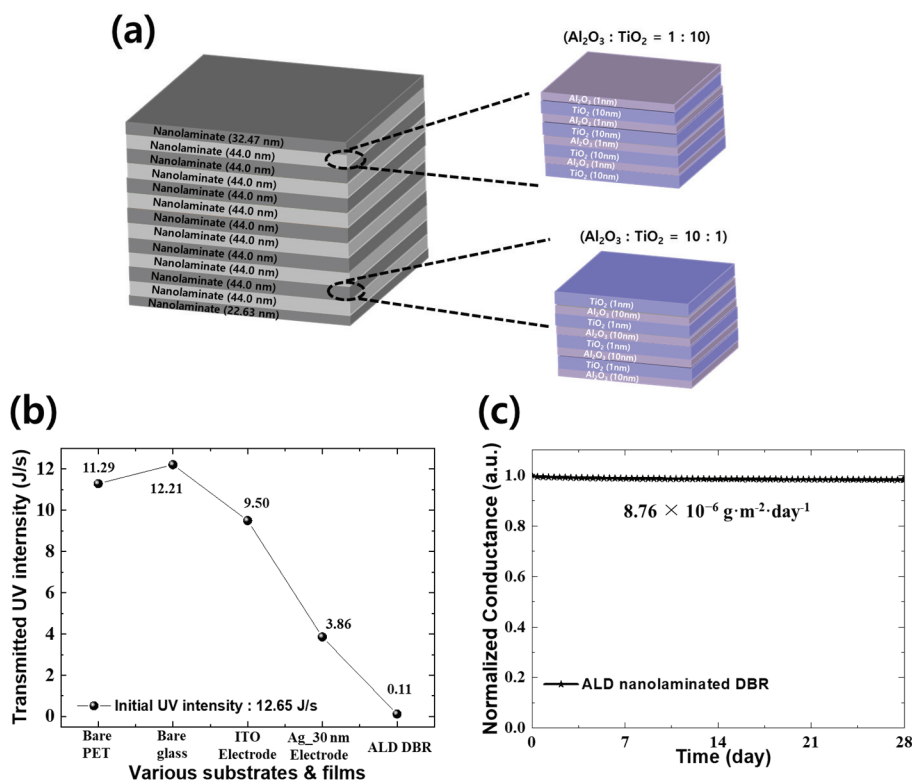 (a)
(Al₂O₃ : TiO₂ = 1 : 10)
Al₂O₃ (1nm)
TiO₂ (10nm)
Al₂O₃ (1nm)
TiO₂ (10nm)
Al₂O₃ (1nm)
TiO₂ (10nm)
Al₂O₃ (1nm)
TiO₂ (10nm)
Nanolaminate (32.47 nm)
Nanolaminate (44.0 nm)
Nanolaminate (44.0 nm)
Nanolaminate (44.0 nm)
Nanolaminate (44.0 nm)
Nanolaminate (44.0 nm)
Nanolaminate (44.0 nm)
Nanolaminate (44.0 nm)
Nanolaminate (44.0 nm)
Nanolaminate (44.0 nm)
Nanolaminate (44.0 nm)
Nanolaminate (44.0 nm)
Nanolaminate (22.63 nm)
(Al₂O₃ : TiO₂ = 10 : 1)
TiO₂ (1nm)
Al₂O₃ (10nm)
TiO₂ (1nm)
Al₂O₃ (10nm)
TiO₂ (1nm)
Al₂O₃ (10nm)
TiO₂ (1nm)
Al₂O₃ (10nm)
(b)
Transmitted UV internsity (J/s)
12
10
8
6
4
2
0
11.29
12.21
9.50
3.86
0.11
Initial UV intensity : 12.65 J/s
Bare PET
Bare glass
ITO Electrode
Ag_30 nm Electrode
ALD DBR
Various substrates & films
(c)
Normalized Conductance (a.u.)
1.0
0.8
0.6
0.4
0.2
0.0
8.76 × 10⁻⁶ g·m⁻²·day⁻¹
ALD nanolaminated DBR
0
7
14
21
28
Time (day)